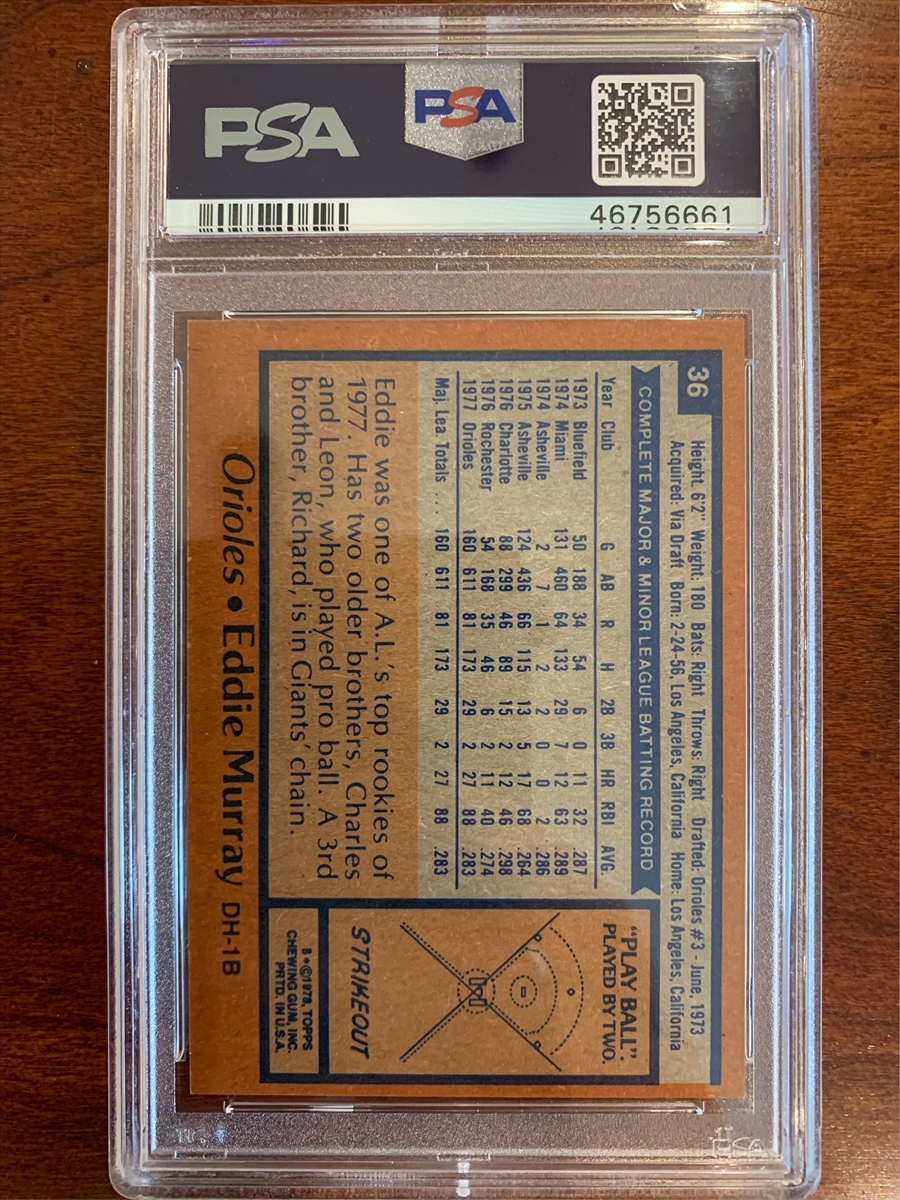 PSA
PSA
46756661
36
Height: 6'2" Weight: 180 Bats: Right Throws: Right Drafted: Orioles #3 - June, 1973
Acquired: Via Draft Born: 2-24-56, Los Angeles, California Home: Los Angeles, California
COMPLETE MAJOR & MINOR LEAGUE BATTING RECORD
Year Club G AB R H 2B 3B HR RBI AVG.
1973 Bluefield 50 188 34 54 6 0 11 32 .287
1974 Miami 131 460 64 133 29 7 12 63 .289
1974 Asheville 2 7 1 2 2 0 0 2 .286
1975 Asheville 124 436 66 115 13 5 17 68 .264
1976 Charlotte 88 299 46 89 15 2 12 46 .298
1976 Rochester 54 168 35 46 6 2 11 40 .274
1977 Orioles 160 611 81 173 29 2 27 88 .283
Maj. Lea. Totals ... 160 611 81 173 29 2 27 88 .283
Eddie was one of A.L.'s top rookies of
1977. Has two older brothers, Charles
and Leon, who played pro ball. A 3rd
brother, Richard, is in Giants' chain.
"PLAY BALL":
PLAYED BY TWO.
STRIKEOUT
B*©1978, TOPPS
CHEWING GUM, INC.
PRTD. IN U.S.A.
Orioles • Eddie Murray DH-1B
PSA